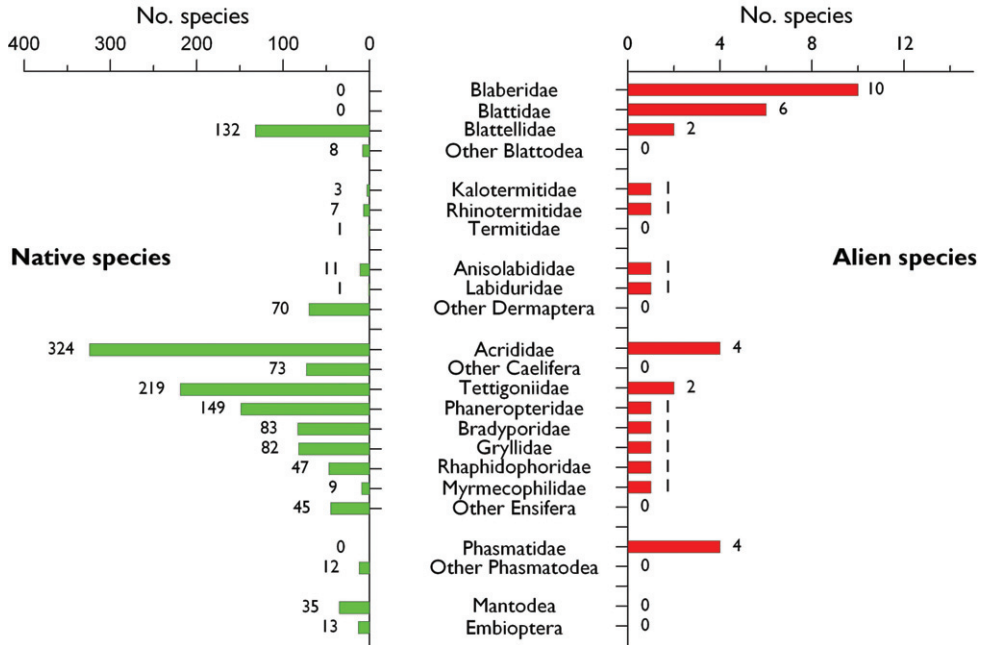 No. species No. species
400 300 200 100 0 0 4 8 12
0 Blaberidae 10
0 Blattidae 6
132 Blattellidae 2
8 Other Blattodea 0
3 Kalotermitidae 1
7 Rhinotermitidae 1
1 Termitidae 0
Native species Alien species
11 Anisolabididae 1
1 Labiduridae 1
70 Other Dermaptera 0
324 Acrididae 4
73 Other Caelifera 0
219 Tettigoniidae 2
149 Phaneropteridae 1
83 Bradyporidae 1
82 Gryllidae 1
47 Rhaphidophoridae 1
9 Myrmecophilidae 1
45 Other Ensifera 0
0 Phasmatidae 4
12 Other Phasmatodea 0
35 Mantodea 0
13 Embioptera 0